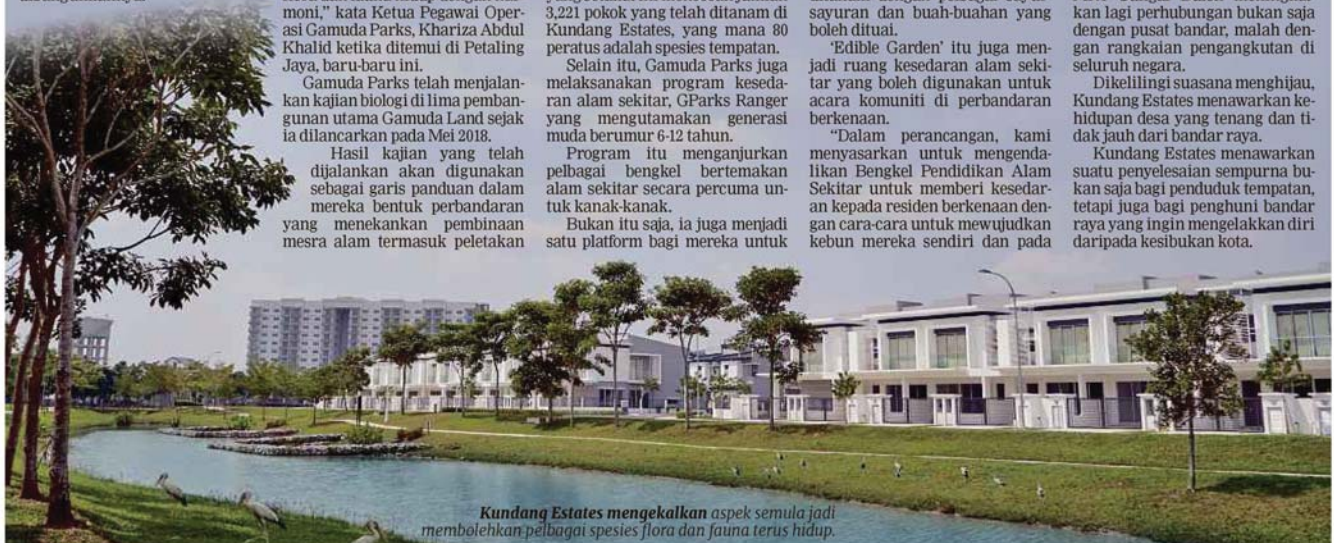 moni,” kata Ketua Pegawai Oper-
asi Gamuda Parks, Khariza Abdul
Khalid ketika ditemui di Petaling
Jaya, baru-baru ini.
Gamuda Parks telah menjalan-
kan kajian biologi di lima pemban-
gunan utama Gamuda Land sejak
ia dilancarkan pada Mei 2018.
Hasil kajian yang telah
dijalankan akan digunakan
sebagai garis panduan dalam
mereka bentuk perbandaran
yang menekankan pembinaan
mesra alam termasuk peletakan
3,221 pokok yang telah ditanam di
Kundang Estates, yang mana 80
peratus adalah spesies tempatan.
Selain itu, Gamuda Parks juga
melaksanakan program keseda-
ran alam sekitar, GParks Ranger
yang mengutamakan generasi
muda berumur 6-12 tahun.
Program itu menganjurkan
pelbagai bengkel bertemakan
alam sekitar secara percuma un-
tuk kanak-kanak.
Bukan itu saja, ia juga menjadi
satu platform bagi mereka untuk
sayuran dan buah-buahan yang
boleh dituai.
‘Edible Garden’ itu juga men-
jadi ruang kesedaran alam seki-
tar yang boleh digunakan untuk
acara komuniti di perbandaran
berkenaan.
“Dalam perancangan, kami
menyasarkan untuk mengenda-
likan Bengkel Pendidikan Alam
Sekitar untuk memberi kesedar-
an kepada residen berkenaan den-
gan cara-cara untuk mewujudkan
kebun mereka sendiri dan pada
kan lagi perhubungan bukan saja
dengan pusat bandar, malah den-
gan rangkaian pengangkutan di
seluruh negara.
Dikelilingi suasana menghijau,
Kundang Estates menawarkan ke-
hidupan desa yang tenang dan ti-
dak jauh dari bandar raya.
Kundang Estates menawarkan
suatu penyelesaian sempurna bu-
kan saja bagi penduduk tempatan,
tetapi juga bagi penghuni bandar
raya yang ingin mengelakkan diri
daripada kesibukan kota.
Kundang Estates mengekalkan aspek semula jadi
membolehkan pelbagai spesies flora dan fauna terus hidup.